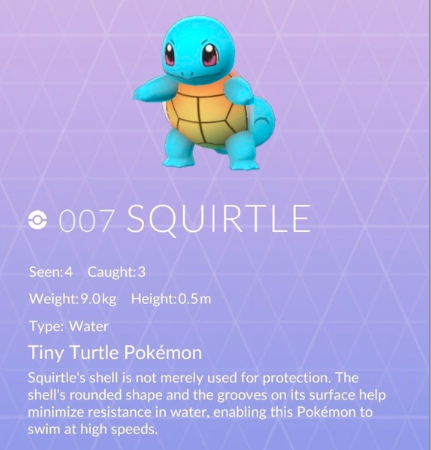 007 SQUIRTLE
Seen:4 Caught:3
Weight:9.0kg Height:0.5m
Type: Water
Tiny Turtle Pokémon
Squirtle's shell is not merely used for protection. The
shell's rounded shape and the grooves on its surface help
minimize resistance in water, enabling this Pokémon to
swim at high speeds.